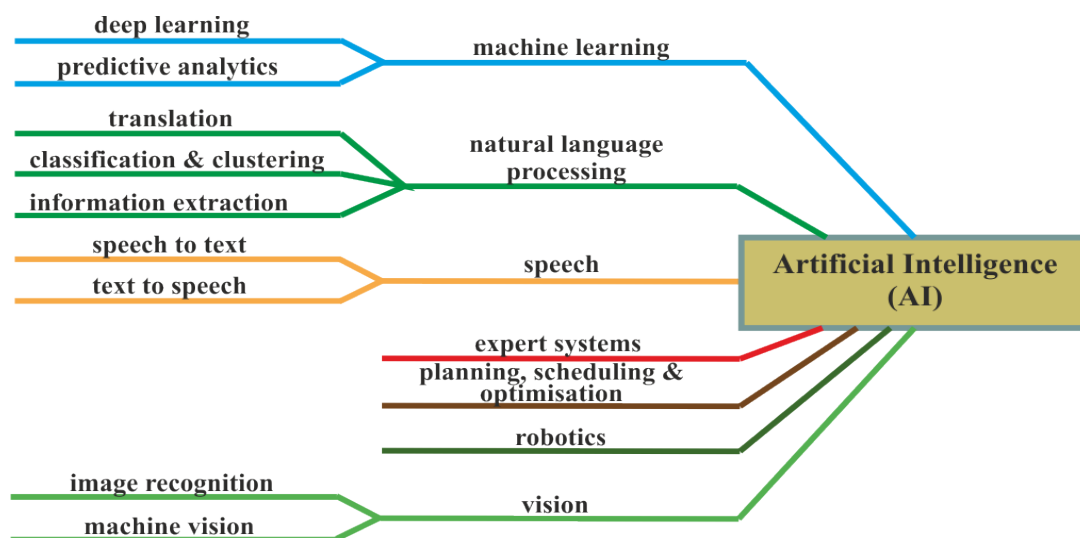 deep learning
predictive analytics
machine learning
translation
classification & clustering
information extraction
natural language
processing
speech to text
text to speech
speech
Artificial Intelligence
(AI)
expert systems
planning, scheduling &
optimisation
robotics
image recognition
machine vision
vision